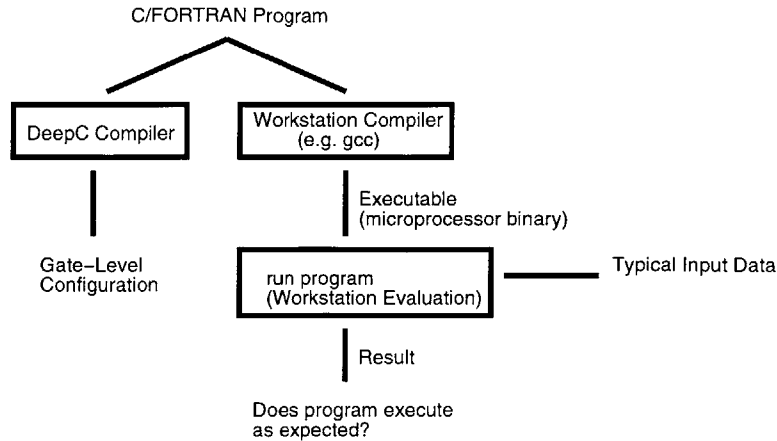 C/FORTRAN Program
DeepC Compiler
Workstation Compiler
(e.g. gcc)
Executable
(microprocessor binary)
Gate-Level
Configuration
run program
(Workstation Evaluation)
Typical Input Data
Result
Does program execute
as expected?